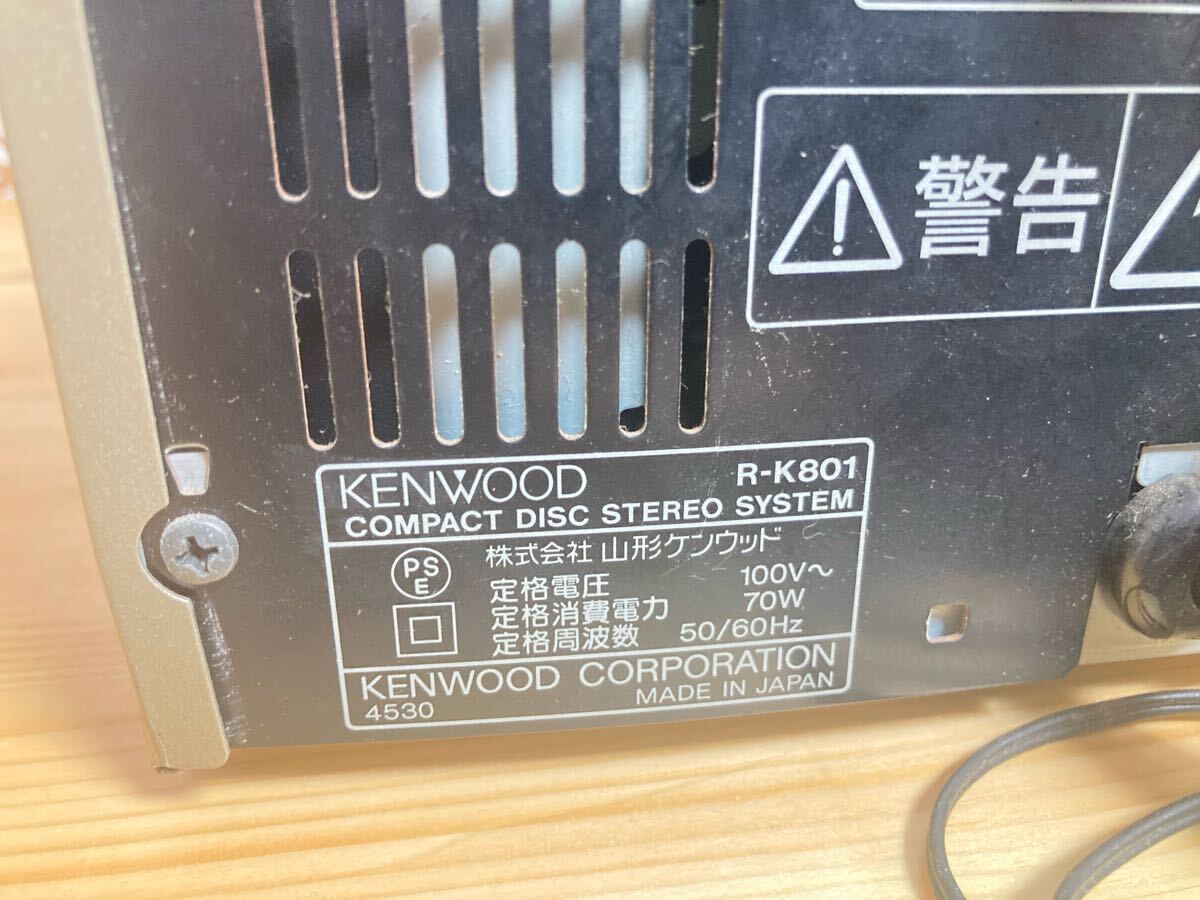 警告
KENWOOD R-K801
COMPACT DISC STEREO SYSTEM
株式会社 山形ケンウッド
PSE
定格電圧 100V～
定格消費電力 70W
定格周波数 50/60Hz
KENWOOD CORPORATION
4530 MADE IN JAPAN